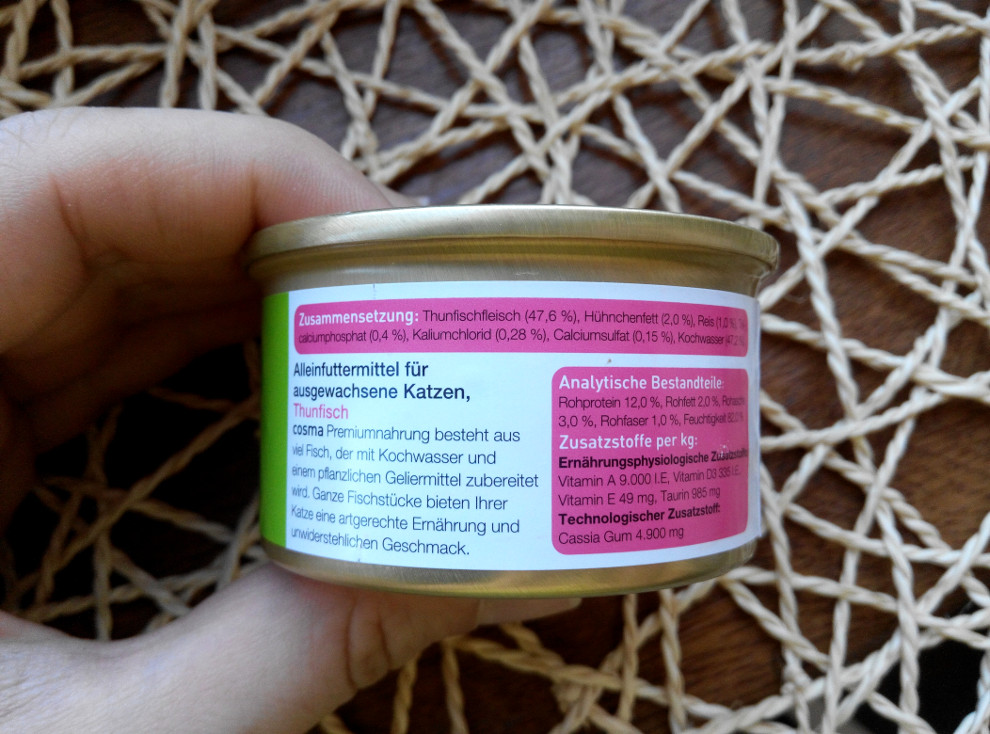 Zusammensetzung: Thunfischfleisch (47,6 %), Hühnchenfett (2,0 %), Reis (1,0 %),
calciumphosphat (0,4 %), Kaliumchlorid (0,28 %), Calciumsulfat (0,15 %), Kochwasser
Alleinfuttermittel für
ausgewachsene Katzen,
Thunfisch
cosma Premiumnahrung besteht aus
viel Fisch, der mit Kochwasser und
einem pflanzlichen Geliermittel zubereitet
wird. Ganze Fischstücke bieten Ihrer
Katze eine artgerechte Ernährung und
unwiderstehlichen Geschmack.
Analytische Bestandteile:
Rohprotein 12,0 %, Rohfett 2,0 %,
3,0 %, Rohfaser 1,0 %, Feuchtigkeit
Zusatzstoffe per kg:
Ernährungsphysiologische Zusatzstoffe
Vitamin A 9.000 I.E, Vitamin D3 335 I.E,
Vitamin E 49 mg, Taurin 985 mg
Technologischer Zusatzstoff:
Cassia Gum 4.900 mg